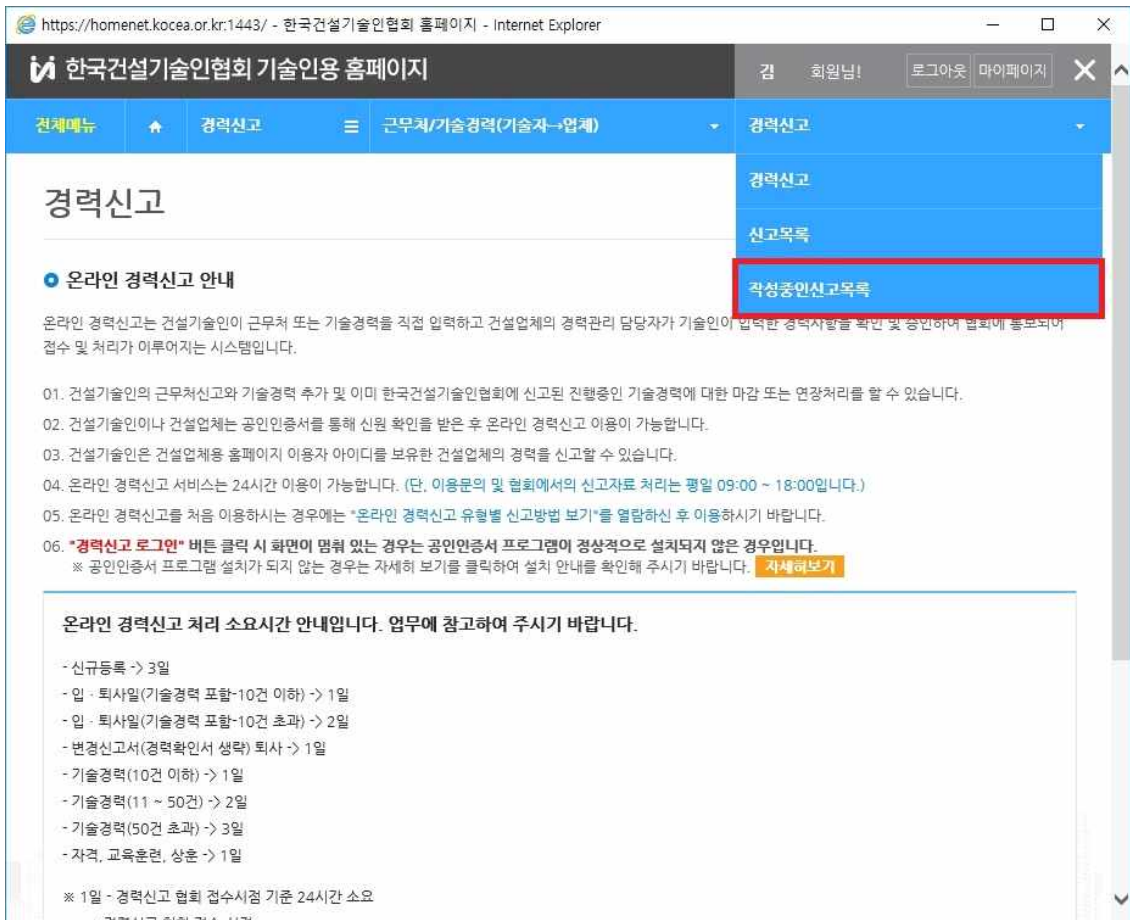 https://homenet.kocea.or.kr:1443/ - 한국건설기술인협회 홈페이지 - Internet Explorer
한국건설기술인협회 기술인용 홈페이지
김 회원님!
로그아웃 마이페이지
전체메뉴 경력신고 근무처/기술경력(기술자→업체) 경력신고
경력신고
신고목록
작성중인신고목록
경력신고
온라인 경력신고 안내
온라인 경력신고는 건설기술인이 근무처 또는 기술경력을 직접 입력하고 건설업체의 경력관리 담당자가 기술인이 입력한 경력사항을 확인 및 승인하여 협회에 통보되어
접수 및 처리가 이루어지는 시스템입니다.
01. 건설기술인의 근무처신고와 기술경력 추가 및 이미 한국건설기술인협회에 신고된 진행중인 기술경력에 대한 마감 또는 연장처리를 할 수 있습니다.
02. 건설기술인이나 건설업체는 공인인증서를 통해 신원 확인을 받은 후 온라인 경력신고 이용이 가능합니다.
03. 건설기술인은 건설업체용 홈페이지 이용자 아이디를 보유한 건설업체의 경력을 신고할 수 있습니다.
04. 온라인 경력신고 서비스는 24시간 이용이 가능합니다. (단, 이용문의 및 협회에서의 신고자료 처리는 평일 09:00 ~ 18:00입니다.)
05. 온라인 경력신고를 처음 이용하시는 경우에는 "온라인 경력신고 유형별 신고방법 보기"를 열람하신 후 이용하시기 바랍니다.
06. "경력신고 로그인" 버튼 클릭 시 화면이 멈춰 있는 경우는 공인인증서 프로그램이 정상적으로 설치되지 않은 경우입니다.
※ 공인인증서 프로그램 설치가 되지 않는 경우는 자세히 보기를 클릭하여 설치 안내를 확인해 주시기 바랍니다. 자세히보기
온라인 경력신고 처리 소요시간 안내입니다. 업무에 참고하여 주시기 바랍니다.
- 신규등록 -> 3일
- 입 · 퇴사일(기술경력 포함-10건 이하) -> 1일
- 입 · 퇴사일(기술경력 포함-10건 초과) -> 2일
- 변경신고서(경력확인서 생략) 퇴사 -> 1일
- 기술경력(10건 이하) -> 1일
- 기술경력(11 ~ 50건) -> 2일
- 기술경력(50건 초과) -> 3일
- 자격, 교육훈련, 상훈 -> 1일
※ 1일 - 경력신고 협회 접수시점 기준 24시간 소요